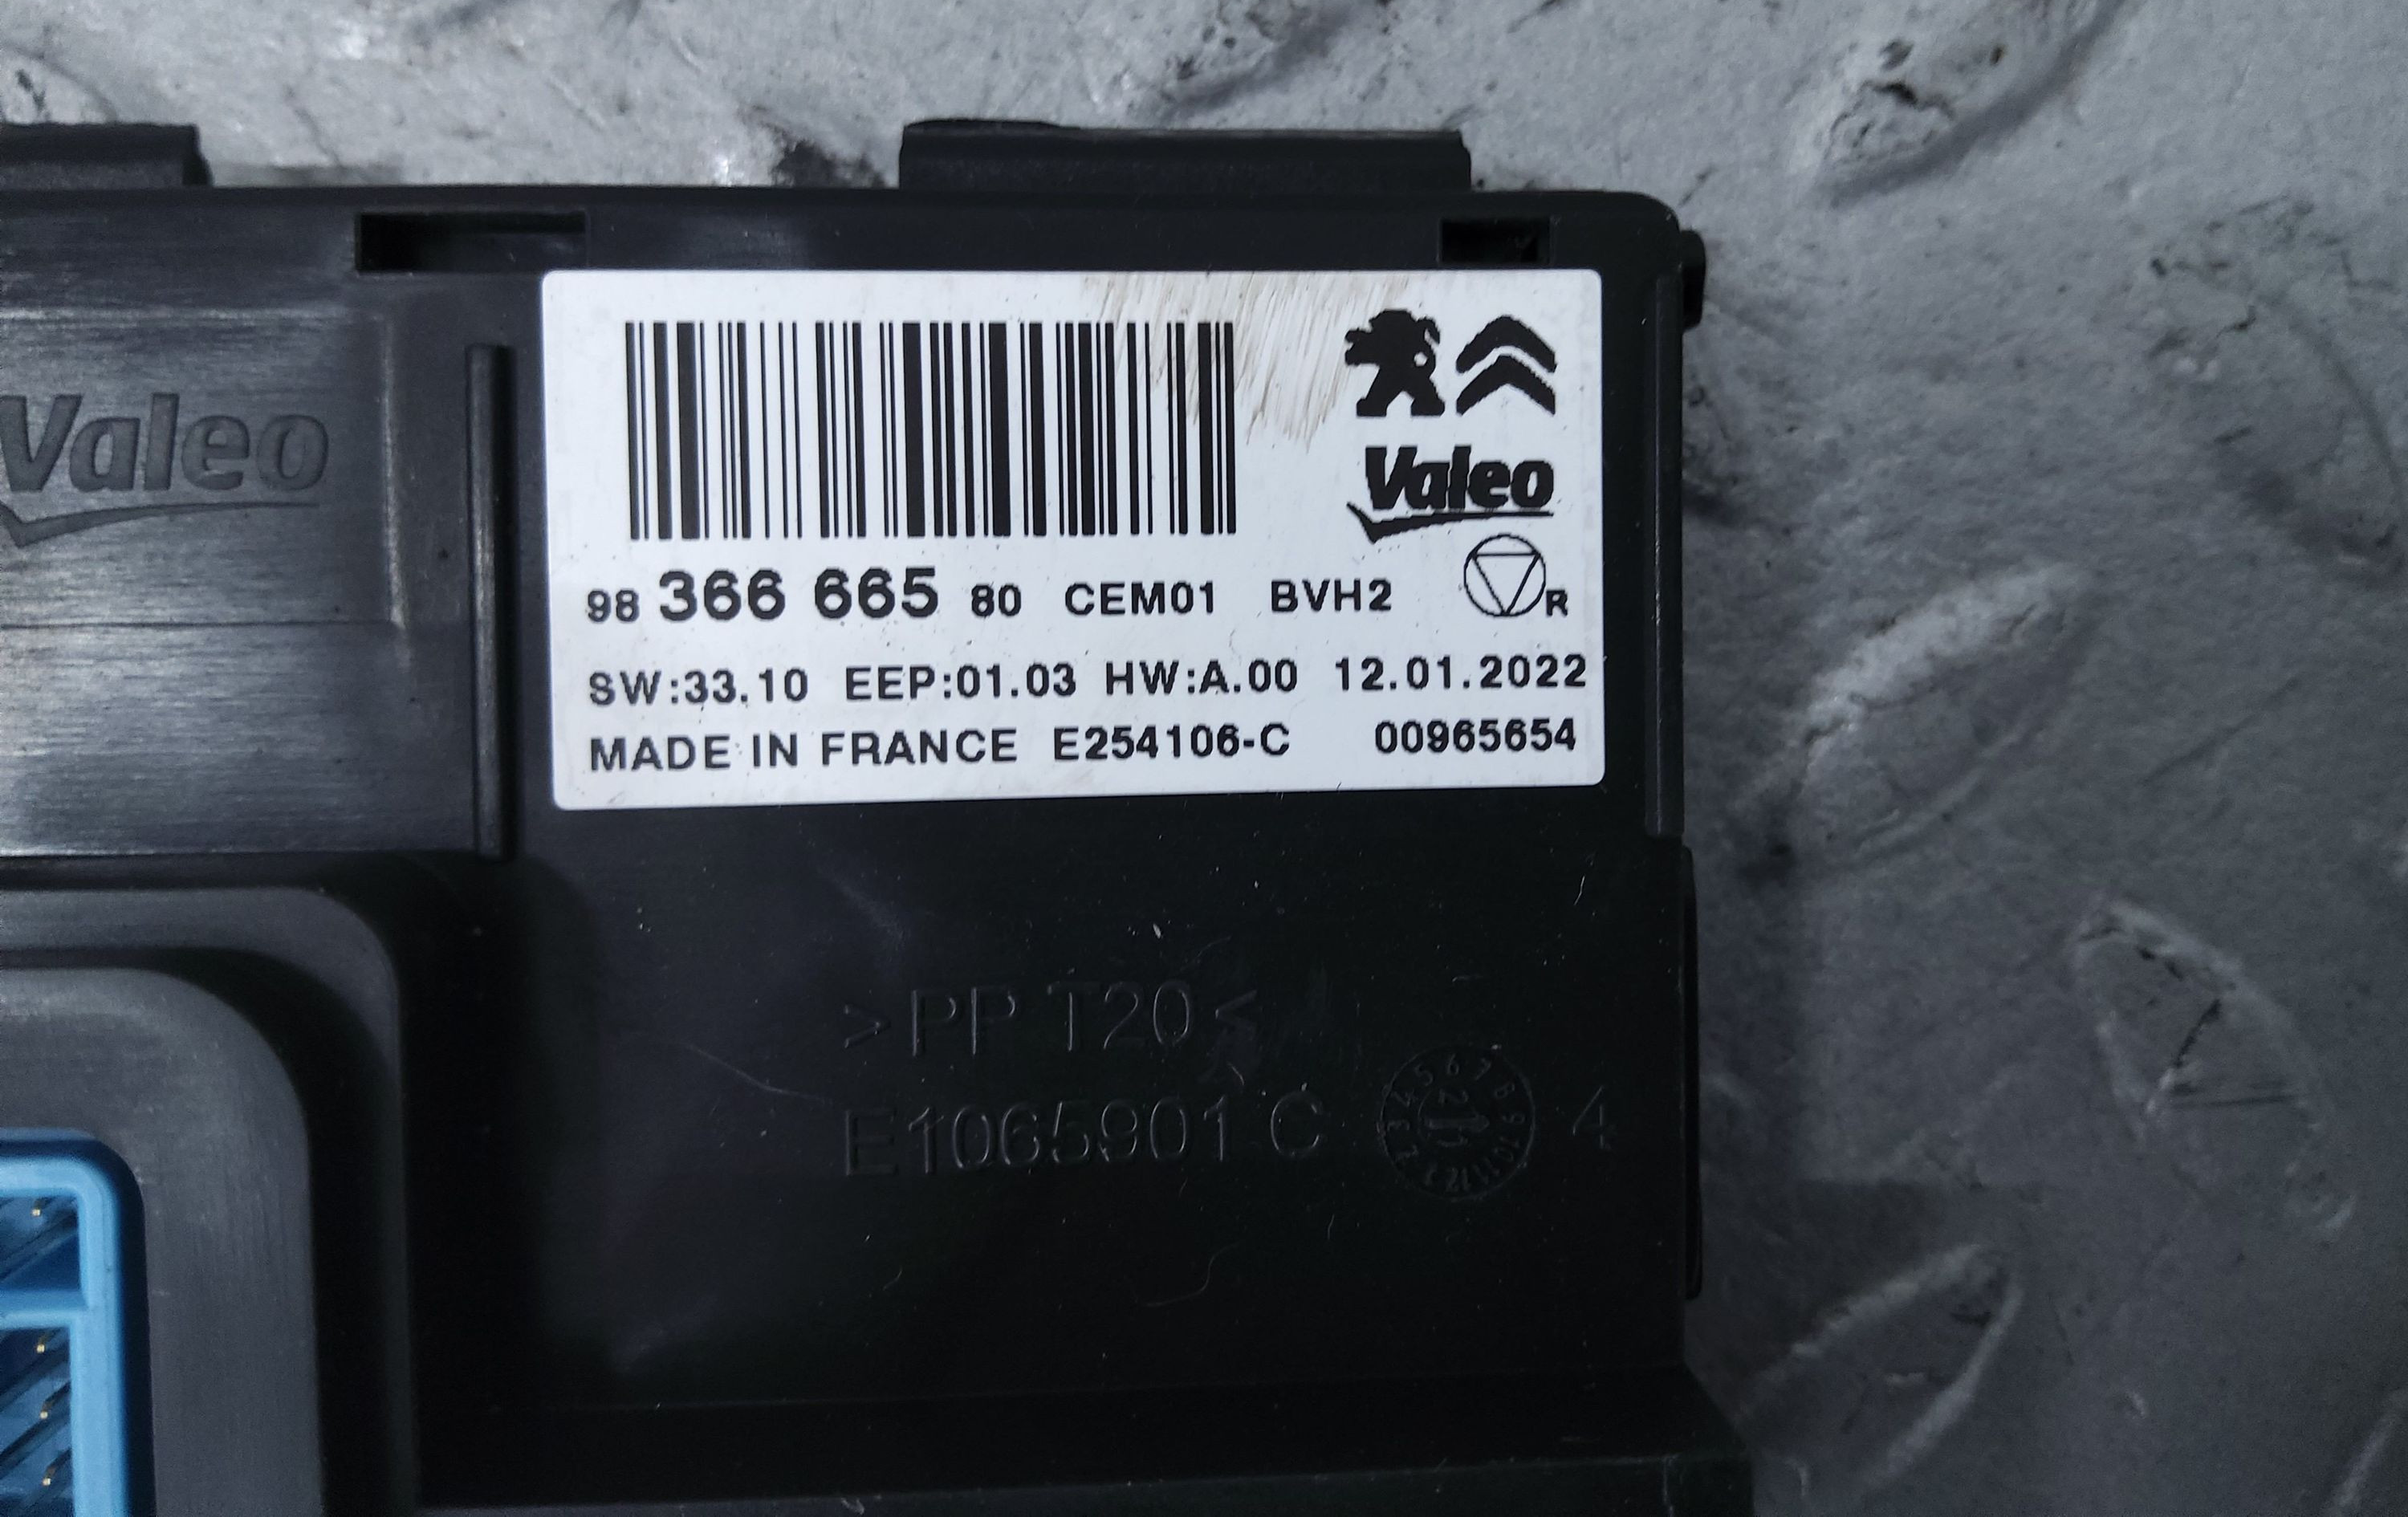 Valeo
Valeo
98 366 665 80 CEM01 BVH2
R
SW:33.10 EEP:01.03 HW:A.00 12.01.2022
MADE IN FRANCE E254106-C 00965654
>PP T20<
E1065901 C 4